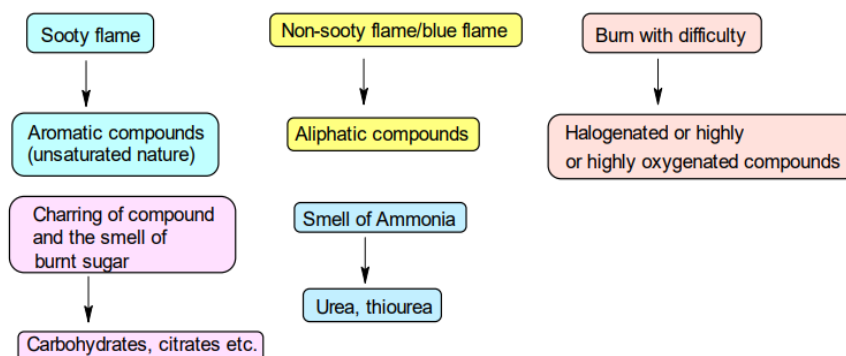 Sooty flame
Non-sooty flame/blue flame
Burn with difficulty
Aromatic compounds
(unsaturated nature)
Aliphatic compounds
Halogenated or highly
or highly oxygenated compounds
Charring of compound
and the smell of
burnt sugar
Smell of Ammonia
Urea, thiourea
Carbohydrates, citrates etc.